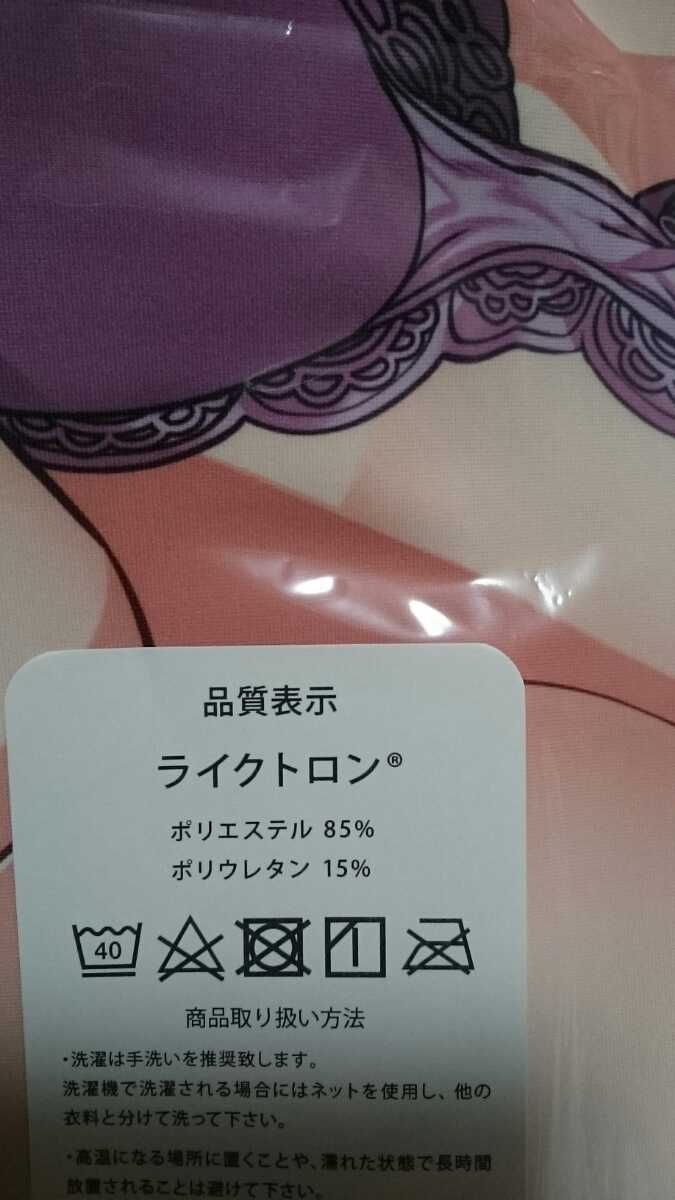 品質表示
ライクトロン®
ポリエステル 85%
ポリウレタン 15%
40
商品取り扱い方法
・洗濯は手洗いを推奨致します。
洗濯機で洗濯される場合にはネットを使用し、他の
衣料と分けて洗って下さい。
・高温になる場所に置くことや、濡れた状態で長時間
放置されることは避けて下さい。